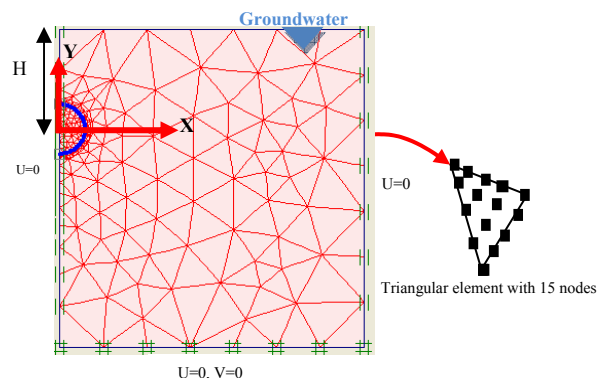 Groundwater
H
Y
X
U=0
U=0
Triangular element with 15 nodes
U=0, V=0